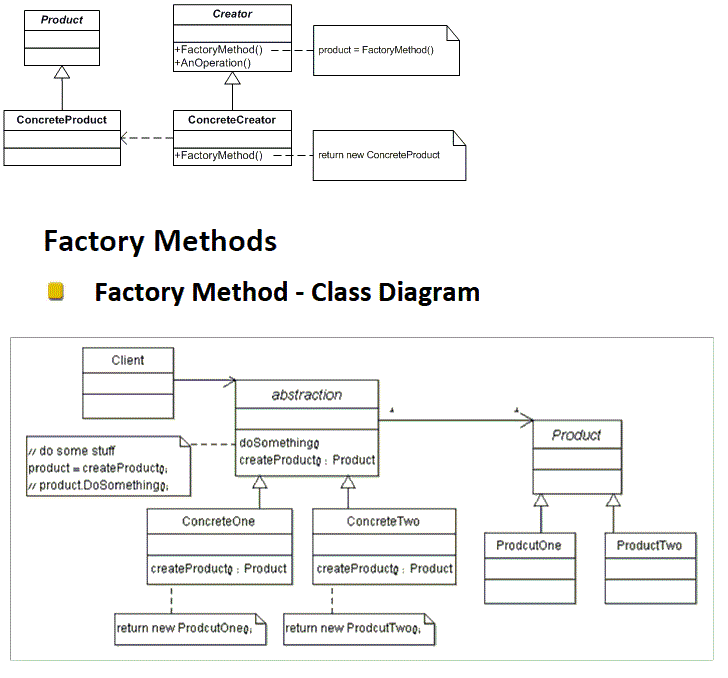 Product
Creator
+FactoryMethod()
+AnOperation()
product = FactoryMethod()
ConcreteProduct
ConcreteCreator
+FactoryMethod()
return new ConcreteProduct
Factory Methods
Factory Method - Class Diagram
Client
abstraction
doSomething()
createProduct() : Product
// do some stuff
product = createProduct();
// product.DoSomething();
Product
ConcreteOne
createProduct() : Product
ConcreteTwo
createProduct() : Product
ProdcutOne
ProductTwo
return new ProdcutOne();
return new ProdcutTwo();